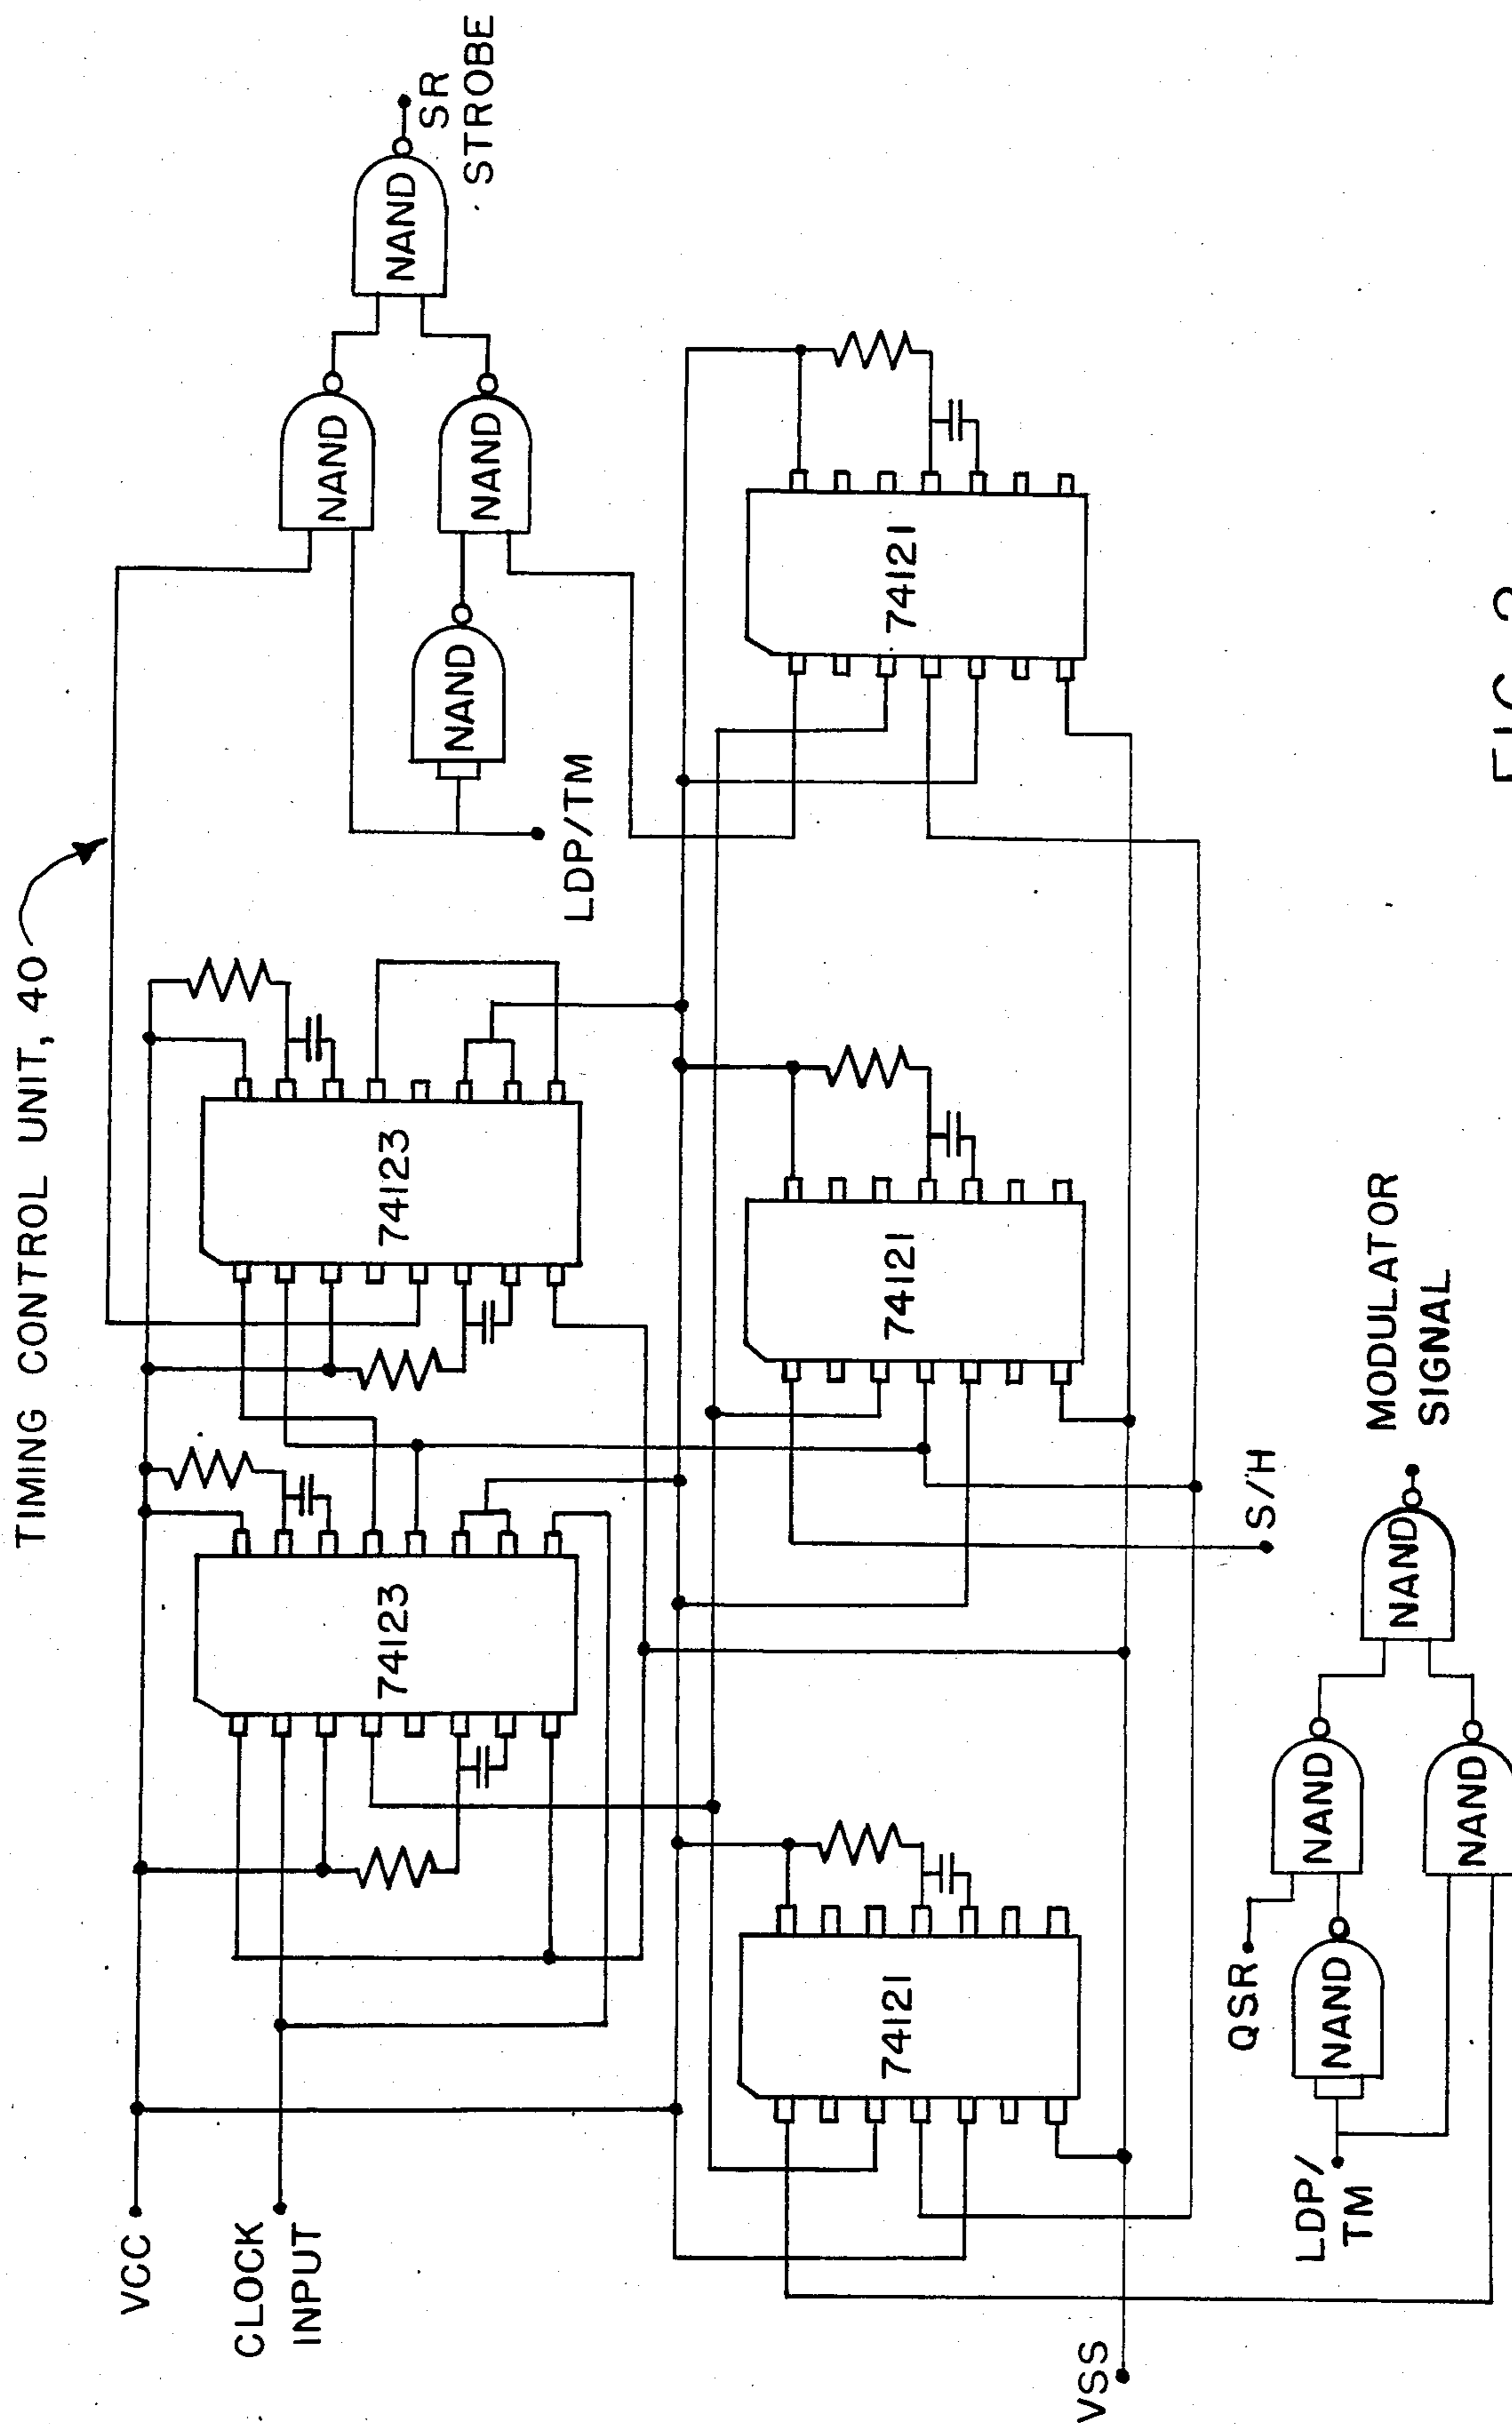 TIMING CONTROL UNIT, 40
VCC
CLOCK
INPUT
74123
74123
NAND
NAND
NAND
NAND
SR
STROBE
LDP/TM
74121
74121
74121
VSS
S/H
QSR
LDP/
TM
NAND
NAND
NAND
NAND
MODULATOR
SIGNAL